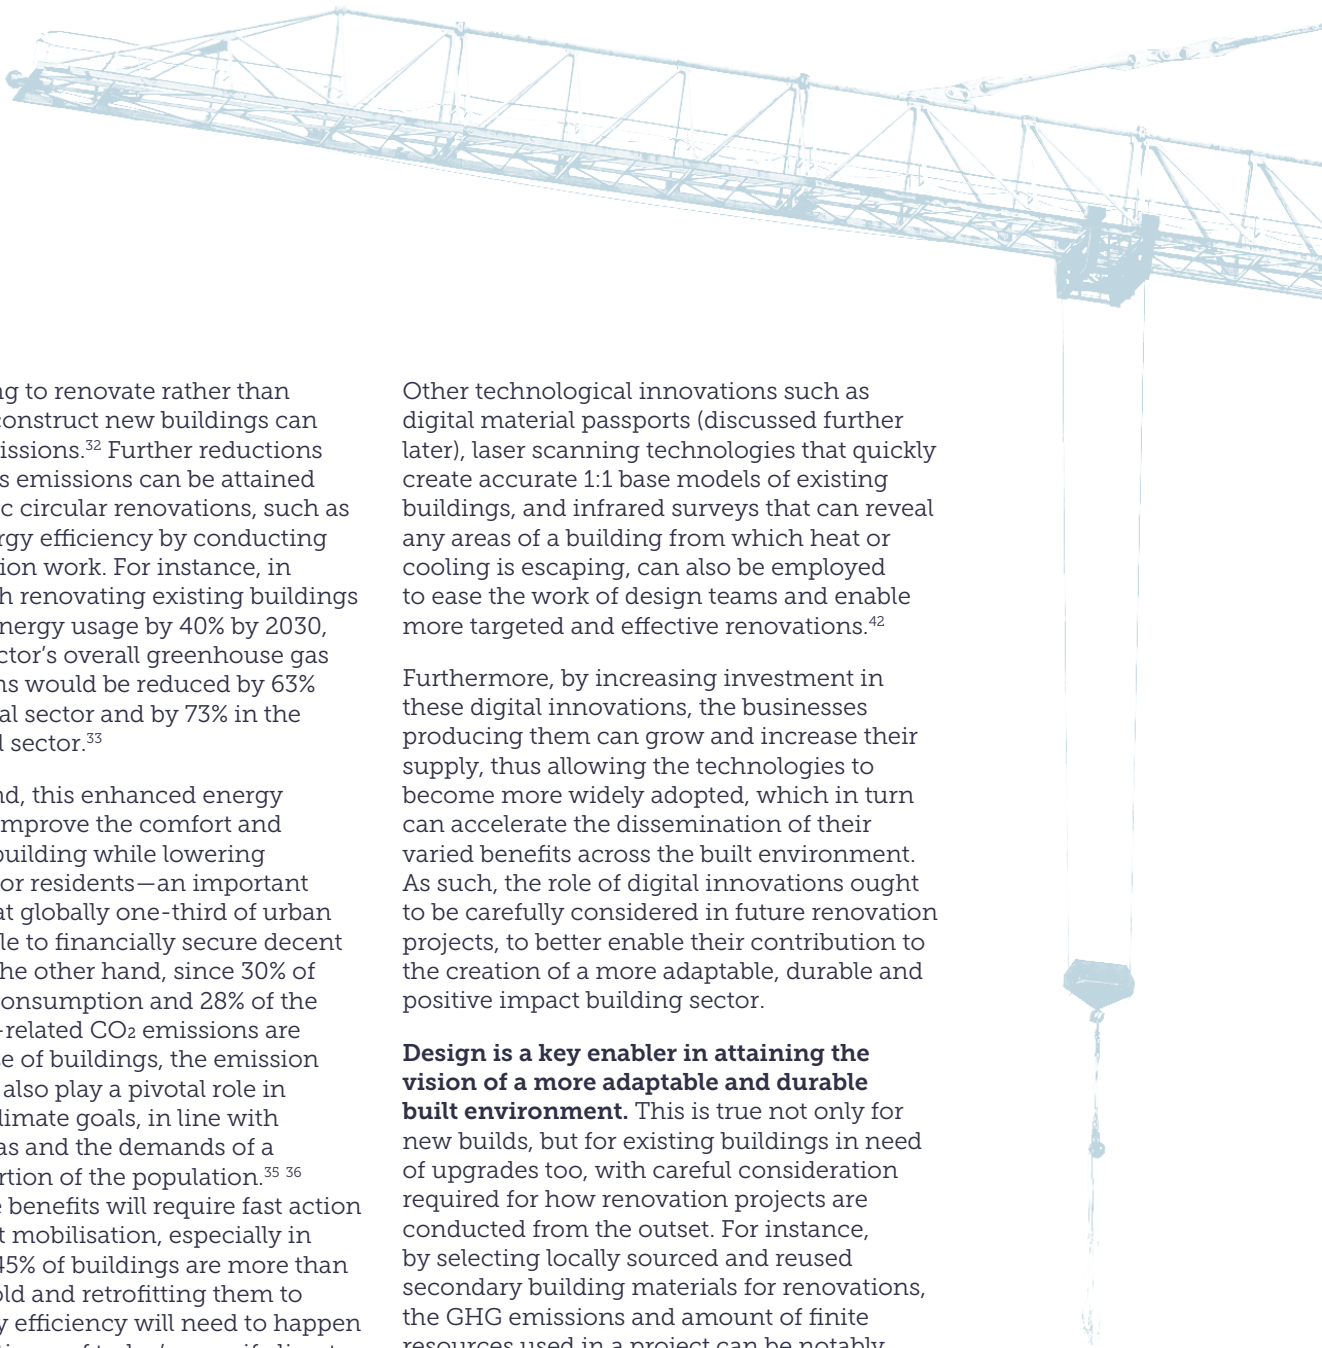 ng to renovate rather than
construct new buildings can
issions.32 Further reductions
s emissions can be attained
c circular renovations, such as
rgy efficiency by conducting
ion work. For instance, in
h renovating existing buildings
nergy usage by 40% by 2030,
ctor’s overall greenhouse gas
ns would be reduced by 63%
al sector and by 73% in the
l sector.33
nd, this enhanced energy
improve the comfort and
building while lowering
or residents—an important
at globally one-third of urban
le to financially secure decent
he other hand, since 30% of
onsumption and 28% of the
-related CO₂ emissions are
se of buildings, the emission
also play a pivotal role in
limate goals, in line with
as and the demands of a
rtion of the population.35 36
e benefits will require fast action
t mobilisation, especially in
45% of buildings are more than
old and retrofitting them to
y efficiency will need to happen
Other technological innovations such as
digital material passports (discussed further
later), laser scanning technologies that quickly
create accurate 1:1 base models of existing
buildings, and infrared surveys that can reveal
any areas of a building from which heat or
cooling is escaping, can also be employed
to ease the work of design teams and enable
more targeted and effective renovations.42
Furthermore, by increasing investment in
these digital innovations, the businesses
producing them can grow and increase their
supply, thus allowing the technologies to
become more widely adopted, which in turn
can accelerate the dissemination of their
varied benefits across the built environment.
As such, the role of digital innovations ought
to be carefully considered in future renovation
projects, to better enable their contribution to
the creation of a more adaptable, durable and
positive impact building sector.
Design is a key enabler in attaining the
vision of a more adaptable and durable
built environment. This is true not only for
new builds, but for existing buildings in need
of upgrades too, with careful consideration
required for how renovation projects are
conducted from the outset. For instance,
by selecting locally sourced and reused
secondary building materials for renovations,
the GHG emissions and amount of finite
resources used in a project can be notably